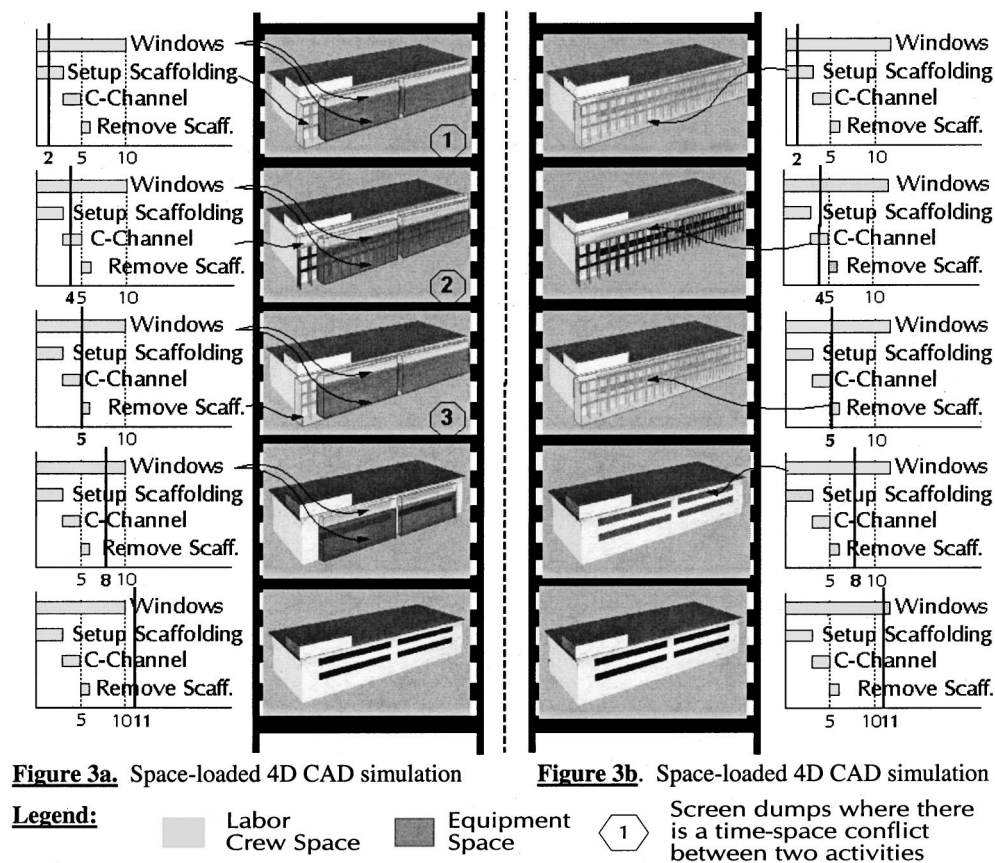 Windows
Setup Scaffolding
C-Channel
Remove Scaff.
2 5 10
1
Windows
Setup Scaffolding
C-Channel
Remove Scaff.
4 5 10
2
Windows
Setup Scaffolding
C-Channel
Remove Scaff.
5 10
5
3
Windows
Setup Scaffolding
C-Channel
Remove Scaff.
5 8 10
Windows
Setup Scaffolding
C-Channel
Remove Scaff.
5 10 11
Windows
Setup Scaffolding
C-Channel
Remove Scaff.
2 5 10
Windows
Setup Scaffolding
C-Channel
Remove Scaff.
4 5 10
Windows
Setup Scaffolding
C-Channel
Remove Scaff.
5 10
5
Windows
Setup Scaffolding
C-Channel
Remove Scaff.
5 8 10
Windows
Setup Scaffolding
C-Channel
Remove Scaff.
5 10 11
Figure 3a. Space-loaded 4D CAD simulation
Figure 3b. Space-loaded 4D CAD simulation
Legend:
Labor
Crew Space
Equipment
Space
1
Screen dumps where there
is a time-space conflict
between two activities